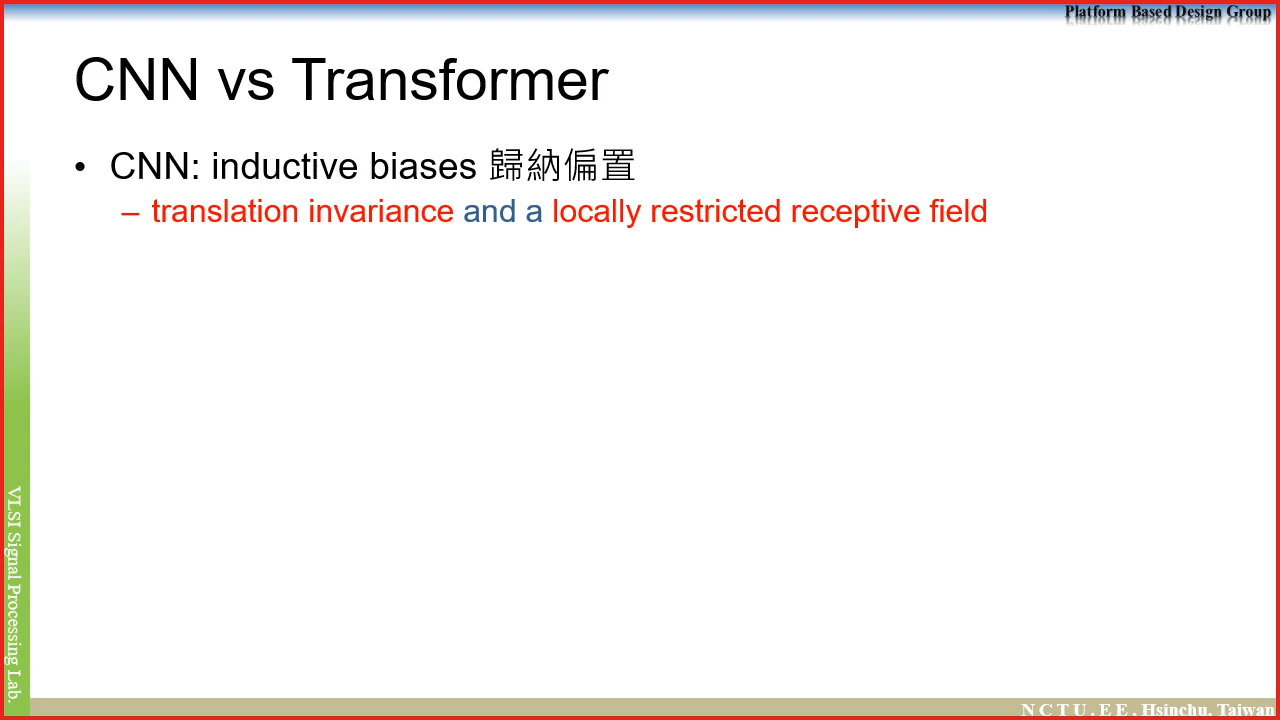 Platform Based Design Group
CNN vs Transformer
• CNN: inductive biases 歸納偏置
– translation invariance and a locally restricted receptive field
VLSI Signal Processing Lab.
N C T U . E E , Hsinchu, Taiwan